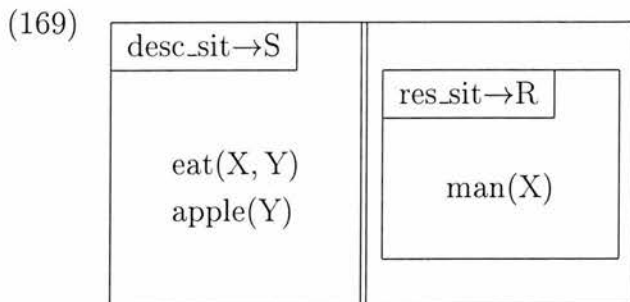 (169)
desc_sit→S
res_sit→R
eat(X, Y)
man(X)
apple(Y)